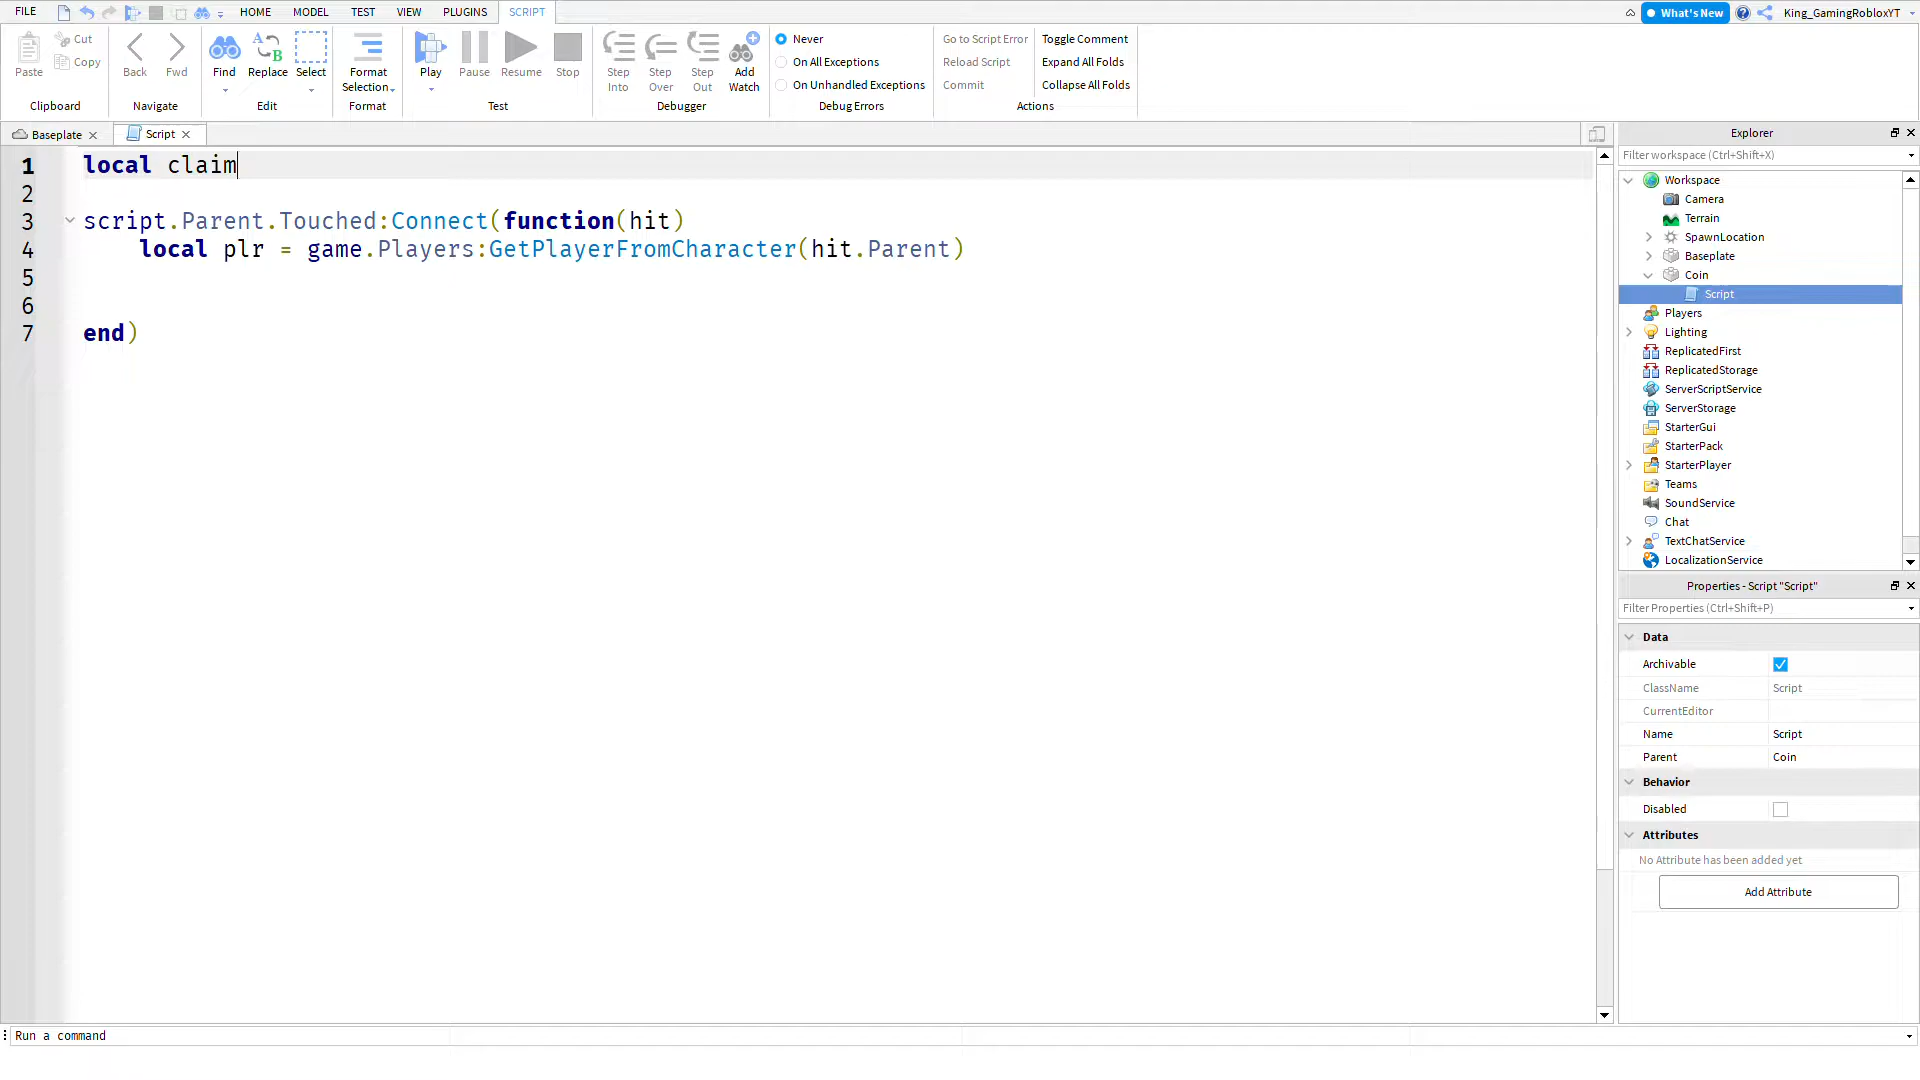 FILE HOME MODEL TEST VIEW PLUGINS SCRIPT What's New King_GamingRobloxYT
Paste Cut Copy Clipboard
Back Fwd Navigate
Find Replace Select Edit
Format Selection Format
Play Pause Resume Stop Test
Step Into Step Over Step Out Add Watch Debugger
Never
On All Exceptions
On Unhandled Exceptions
Debug Errors
Go to Script Error Toggle Comment
Reload Script Expand All Folds
Commit Collapse All Folds
Actions
Baseplate Script
1 local claim
2
3 script.Parent.Touched:Connect(function(hit)
4 local plr = game.Players:GetPlayerFromCharacter(hit.Parent)
5
6
7 end)
Explorer
Filter workspace (Ctrl+Shift+X)
Workspace
Camera
Terrain
SpawnLocation
Baseplate
Coin
Script
Players
Lighting
ReplicatedFirst
ReplicatedStorage
ServerScriptService
ServerStorage
StarterGui
StarterPack
StarterPlayer
Teams
SoundService
Chat
TextChatService
LocalizationService
Properties - Script "Script"
Filter Properties (Ctrl+Shift+P)
Data
Archivable
ClassName Script
CurrentEditor
Name Script
Parent Coin
Behavior
Disabled
Attributes
No Attribute has been added yet
Add Attribute
Run a command